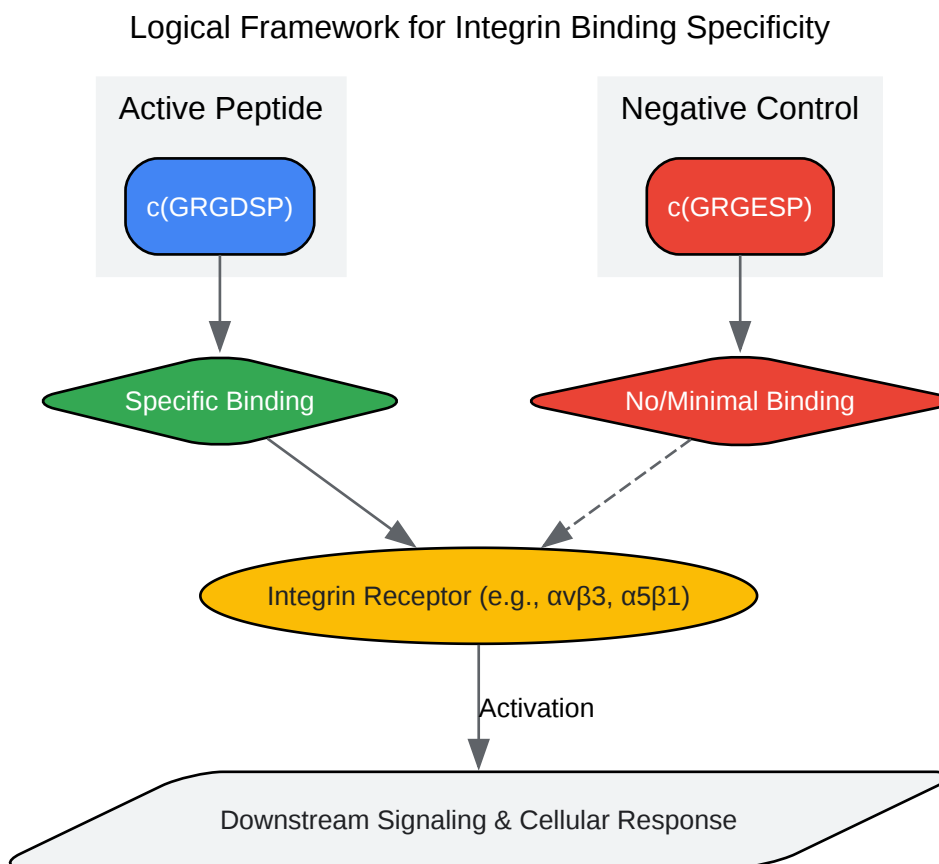 Logical Framework for Integrin Binding Specificity
Active Peptide
Negative Control
c(GRGDSP)
c(GRGESP)
Specific Binding
No/Minimal Binding
Integrin Receptor (e.g., αvβ3, α5β1)
Activation
Downstream Signaling & Cellular Response